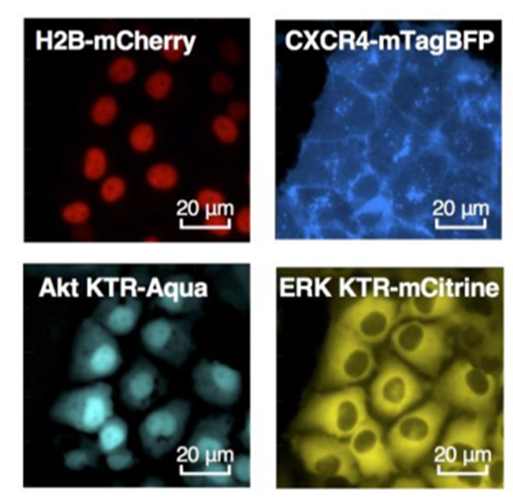 H2B-mCherry
20 µm
CXCR4-mTagBFP
20 µm
Akt KTR-Aqua
20 µm
ERK KTR-mCitrine
20 µm